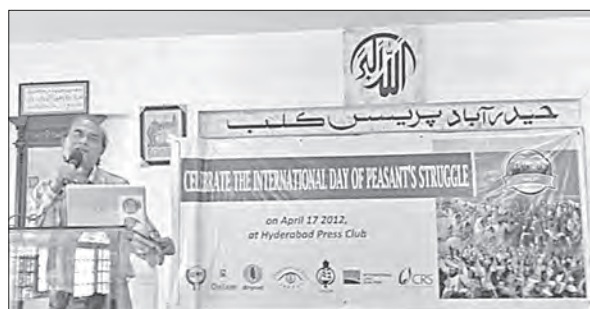 الله اكبر
حیدرآباد پریس کلب
CELEBRATE THE INTERNATIONAL DAY OF PEASANT'S STRUGGLE
on April 17 2012,
at Hyderabad Press Club
Oxfam
CRS